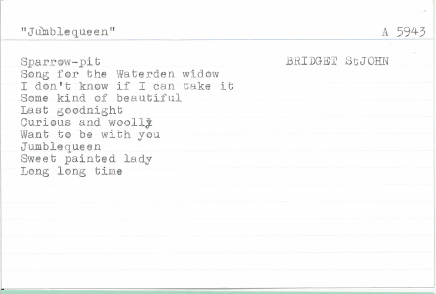 "Jumblequeen" A 5943
Sparrow-pit BRIDGET StJOHN
Song for the Waterden widow
I don't know if I can take it
Some kind of beautiful
Last goodnight
Curious and woolly
Want to be with you
Jumblequeen
Sweet painted lady
Long long time